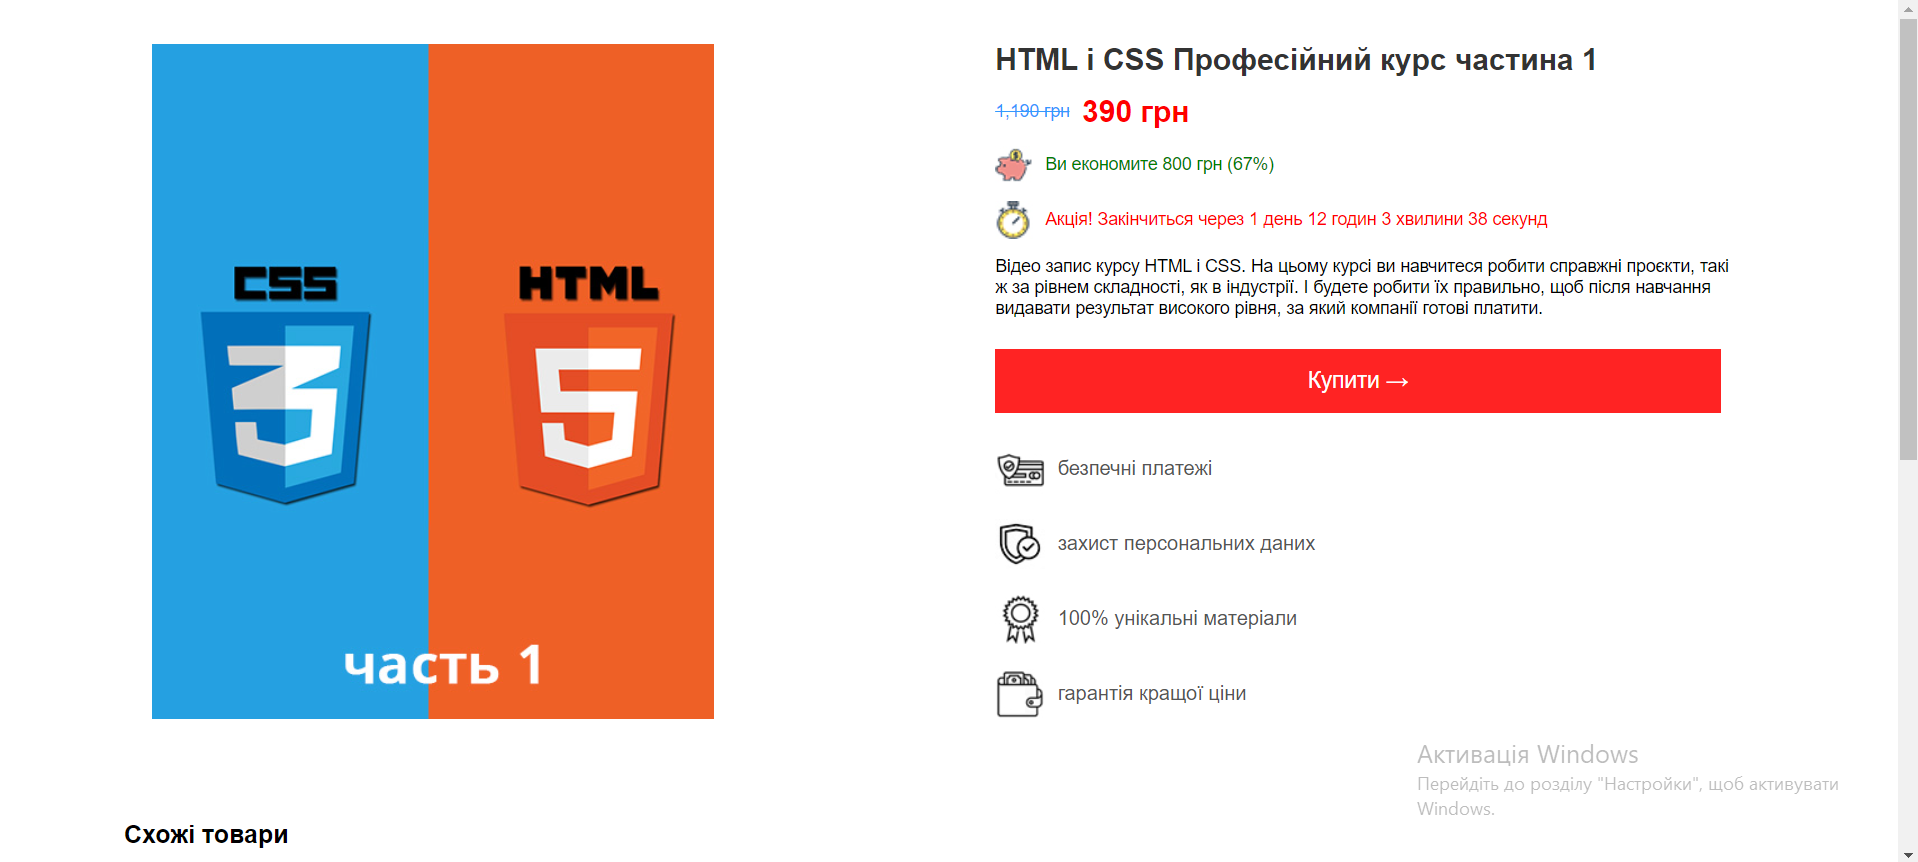 CSS
HTML
3
5
часть 1
HTML і CSS Професійний курс частина 1
1,190 грн 390 грн
Ви економите 800 грн (67%)
Акція! Закінчиться через 1 день 12 годин 3 хвилини 38 секунд
Відео запис курсу HTML і CSS. На цьому курсі ви навчитеся робити справжні проєкти, такі
ж за рівнем складності, як в індустрії. І будете робити їх правильно, щоб після навчання
видавати результат високого рівня, за який компанії готові платити.
Купити →
безпечні платежі
захист персональних даних
100% унікальні матеріали
гарантія кращої ціни
Активація Windows
Перейдіть до розділу "Настройки", щоб активувати
Windows.
Схожі товари